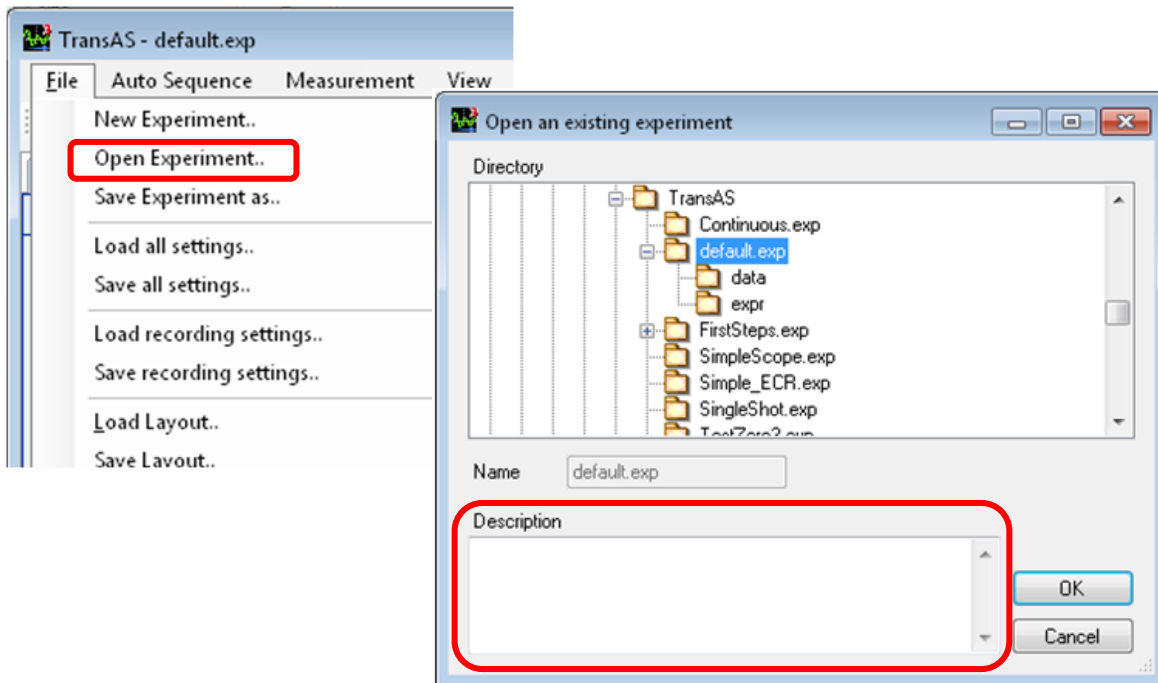 TransAS - default.exp
File Auto Sequence Measurement View
New Experiment..
Open Experiment..
Save Experiment as..
Load all settings..
Save all settings..
Load recording settings..
Save recording settings..
Load Layout..
Save Layout..
Open an existing experiment
Directory
TransAS
Continuous.exp
default.exp
data
expr
FirstSteps.exp
SimpleScope.exp
Simple_ECR.exp
SingleShot.exp
Name default.exp
Description
OK
Cancel